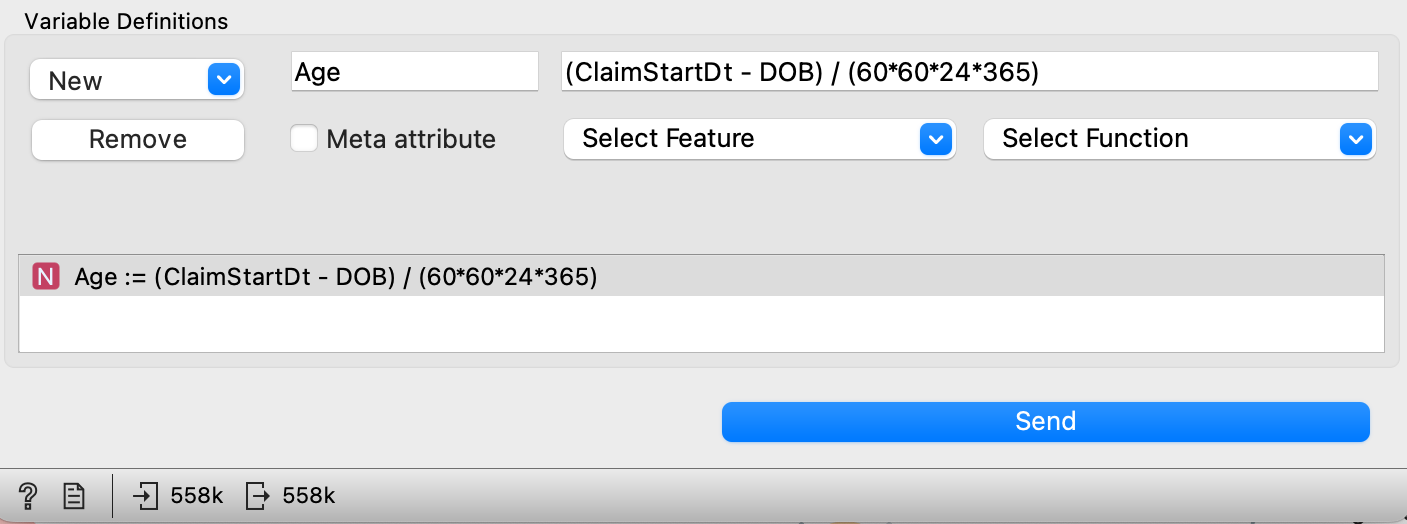 Variable Definitions
New
Age
(ClaimStartDt - DOB) / (60*60*24*365)
Remove
Meta attribute
Select Feature
Select Function
N Age := (ClaimStartDt - DOB) / (60*60*24*365)
Send
? 558k 558k